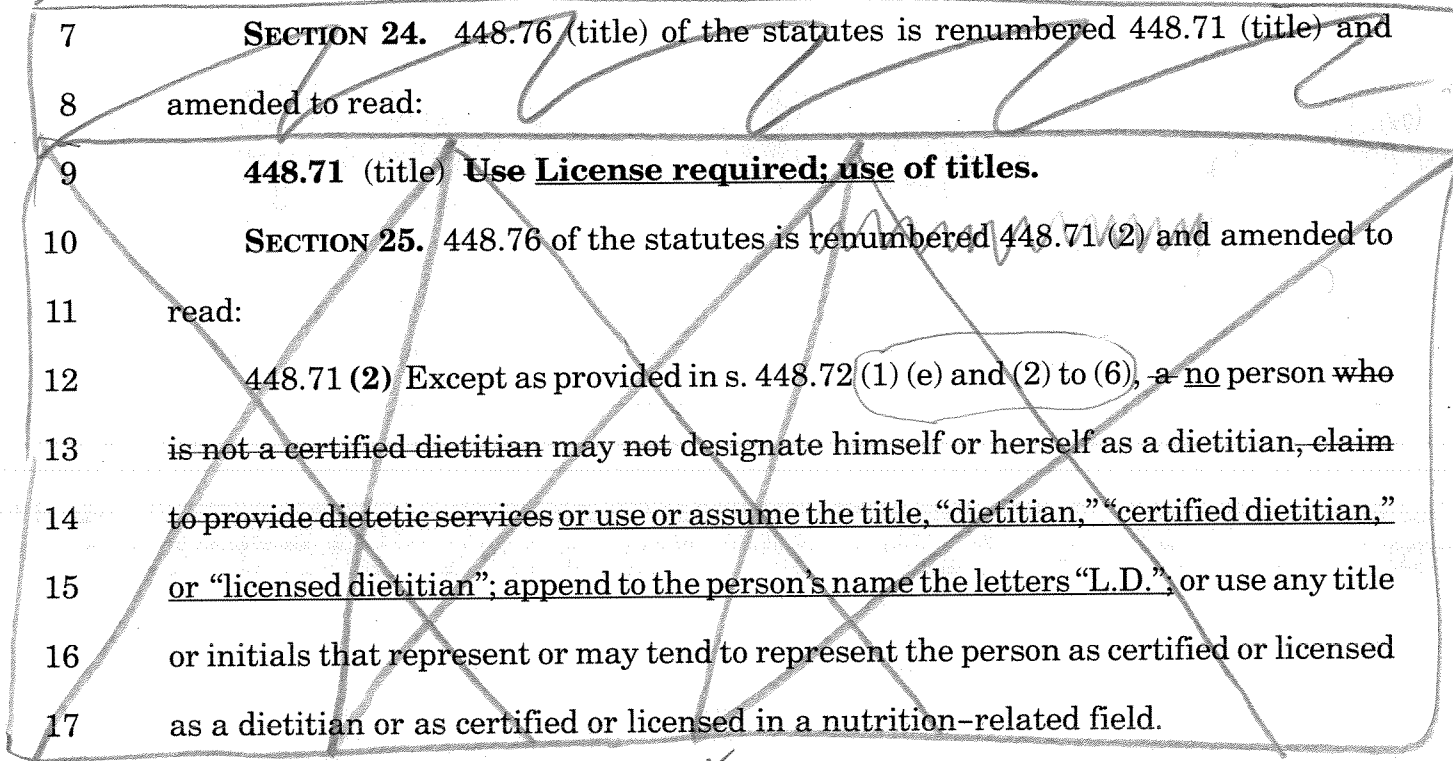 7 SECTION 24. 448.76 (title) of the statutes is renumbered 448.71 (title) and
8 amended to read:
9 448.71 (title) Use License required; use of titles.
10 SECTION 25. 448.76 of the statutes is renumbered 448.71 (2) and amended to
11 read:
12 448.71 (2) Except as provided in s. 448.72 (1) (e) and (2) to (6), a no person who
13 is not a certified dietitian may not designate himself or herself as a dietitian, claim
14 to provide dietetic services or use or assume the title, “dietitian,” “certified dietitian,”
15 or “licensed dietitian”; append to the person's name the letters “L.D.”; or use any title
16 or initials that represent or may tend to represent the person as certified or licensed
17 as a dietitian or as certified or licensed in a nutrition–related field.